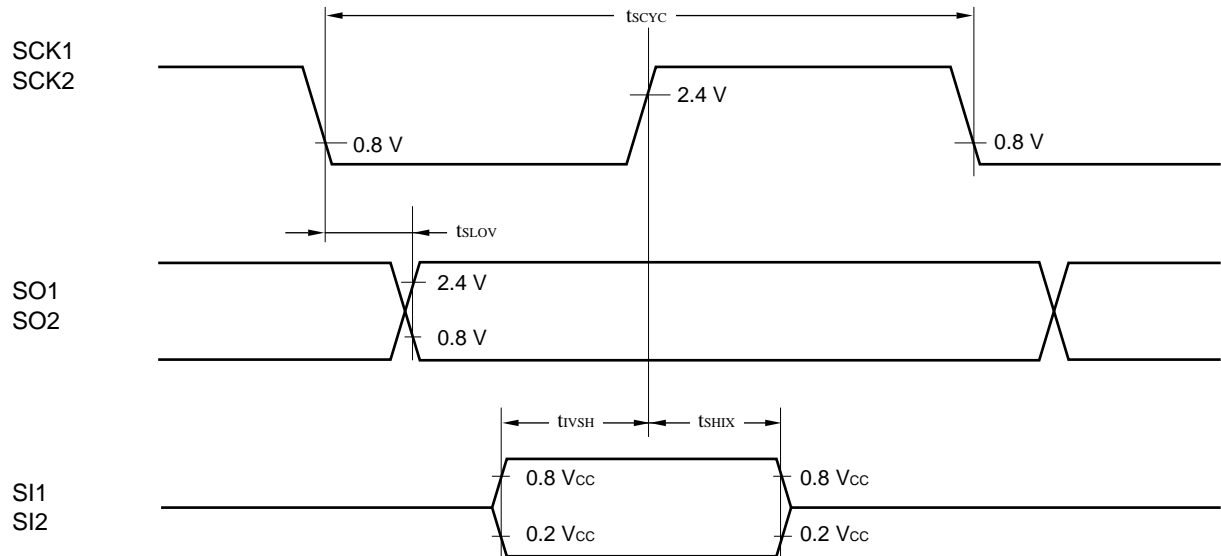 tSCYC
SCK1
SCK2
2.4 V
0.8 V
0.8 V
tSLOV
SO1
SO2
2.4 V
0.8 V
tIVSH
tSHIX
SI1
SI2
0.8 VCC
0.8 VCC
0.2 VCC
0.2 VCC